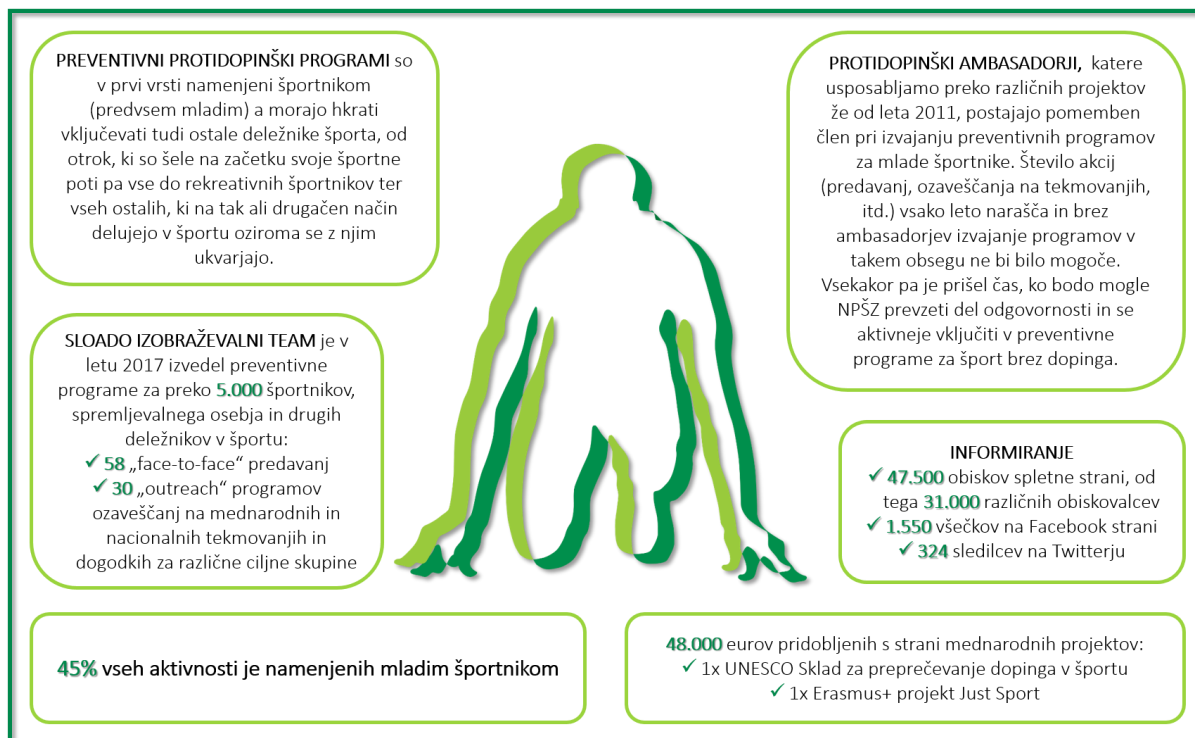 PREVENTIVNI PROTIDOPINŠKI PROGRAMI so
v prvi vrsti namenjeni športnikom
(predvsem mladim) a morajo hkrati
vključevati tudi ostale deležnike športa, od
otrok, ki so šele na začetku svoje športne
poti pa vse do rekreativnih športnikov ter
vseh ostalih, ki na tak ali drugačen način
delujejo v športu oziroma se z njim
ukvarjajo.
SLOADO IZOBRAŽEVALNI TEAM je v
letu 2017 izvedel preventivne
programe za preko 5.000 športnikov,
spremljevalnega osebja in drugih
deležnikov v športu:
✓ 58 „face-to-face“ predavanj
✓ 30 „outreach“ programov
ozaveščanj na mednarodnih in
nacionalnih tekmovanjih in
dogodkih za različne ciljne skupine
45% vseh aktivnosti je namenjenih mladim športnikom
PROTIDOPINŠKI AMBASADORJI, katere
usposabljamo preko različnih projektov
že od leta 2011, postajajo pomemben
člen pri izvajanju preventivnih programov
za mlade športnike. Število akcij
(predavanj, ozaveščanja na tekmovanjih,
itd.) vsako leto narašča in brez
ambasadorjev izvajanje programov v
takem obsegu ne bi bilo mogoče.
Vsekakor pa je prišel čas, ko bodo mogle
NPŠZ prevzeti del odgovornosti in se
aktivneje vključiti v preventivne
programe za šport brez dopinga.
INFORMIRANJE
✓ 47.500 obiskov spletne strani, od
tega 31.000 različnih obiskovalcev
✓ 1.550 všečkov na Facebook strani
✓ 324 sledilcev na Twitterju
48.000 eurov pridobljenih s strani mednarodnih projektov:
✓ 1x UNESCO Sklad za preprečevanje dopinga v športu
✓ 1x Erasmus+ projekt Just Sport